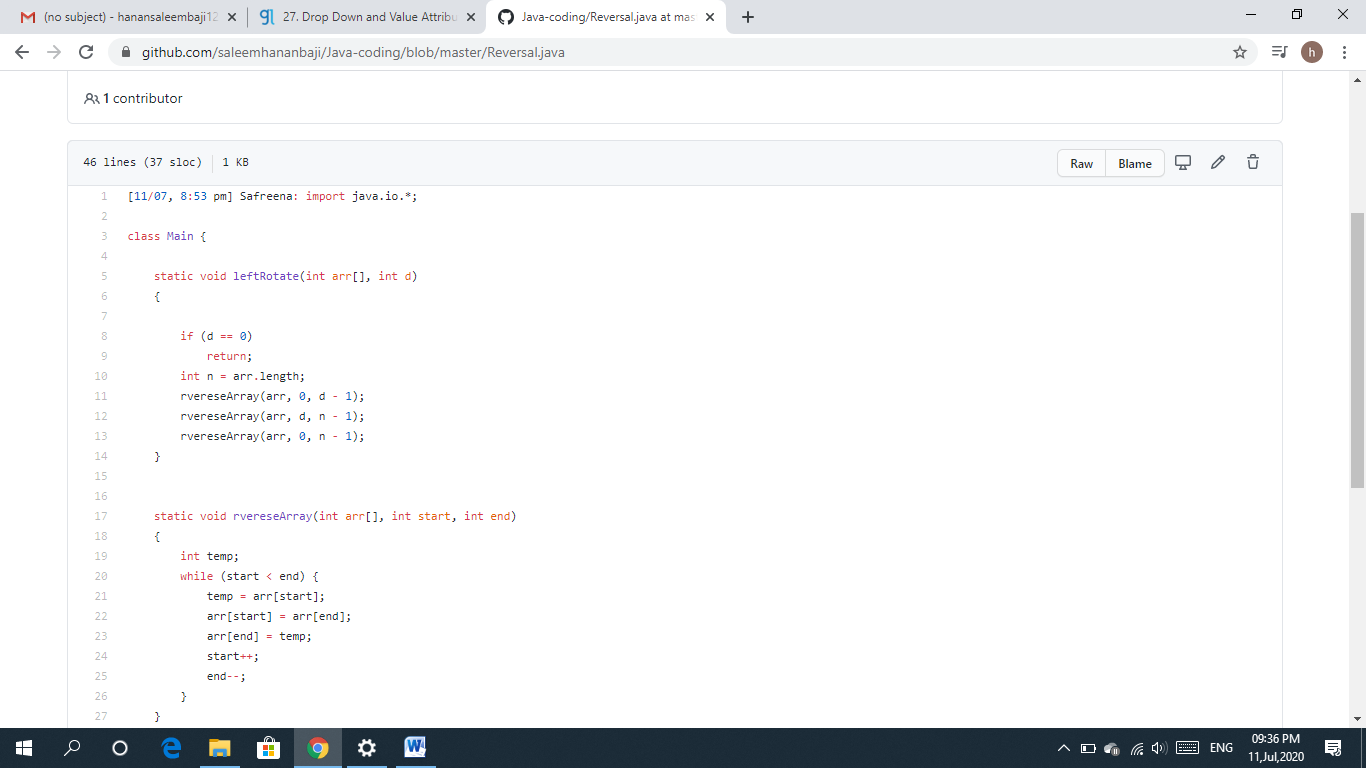 (no subject) - hanansaleembaji12
27. Drop Down and Value Attribu
Java-coding/Reversal.java at mas
github.com/saleemhananbaji/Java-coding/blob/master/Reversal.java
h
1 contributor
46 lines (37 sloc) 1 KB
Raw Blame
1 [11/07, 8:53 pm] Safreena: import java.io.*;
2
3 class Main {
4
5 static void leftRotate(int arr[], int d)
6 {
7
8 if (d == 0)
9 return;
10 int n = arr.length;
11 rvereseArray(arr, 0, d - 1);
12 rvereseArray(arr, d, n - 1);
13 rvereseArray(arr, 0, n - 1);
14 }
15
16
17 static void rvereseArray(int arr[], int start, int end)
18 {
19 int temp;
20 while (start < end) {
21 temp = arr[start];
22 arr[start] = arr[end];
23 arr[end] = temp;
24 start++;
25 end--;
26 }
27 }
ENG
09:36 PM
11,Jul,2020